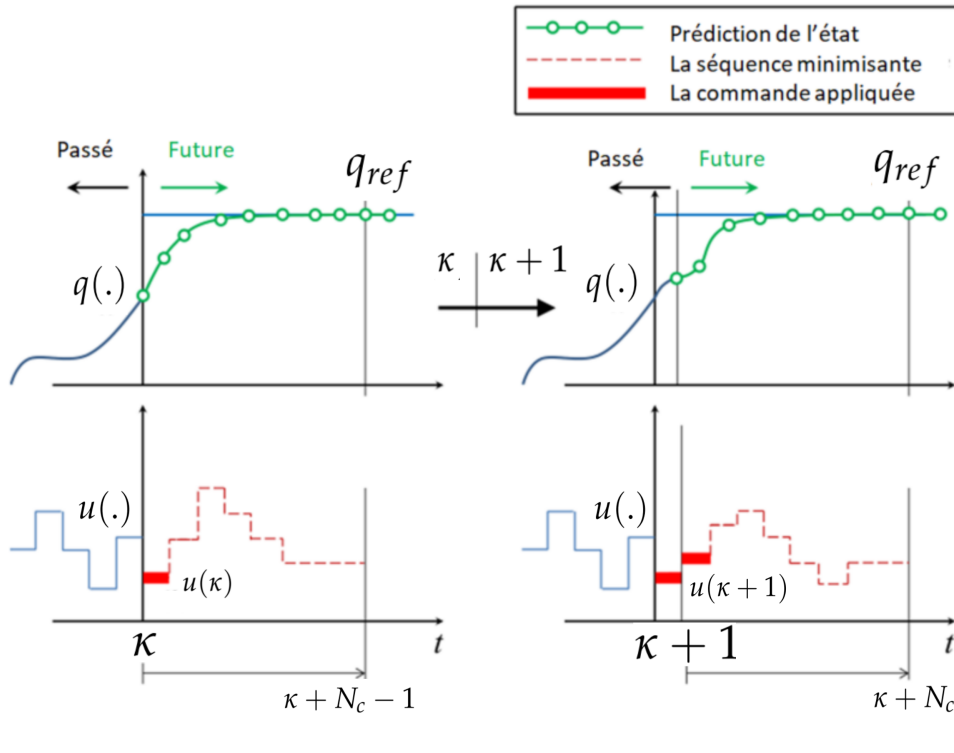 Prédiction de l'état
La séquence minimisante
La commande appliquée
Passé Future
q_ref
q(.)
κ κ + 1
Passé Future
q_ref
q(.)
u(.)
u(κ)
κ
t
κ + N_c − 1
u(.)
u(κ + 1)
κ + 1
t
κ + N_c